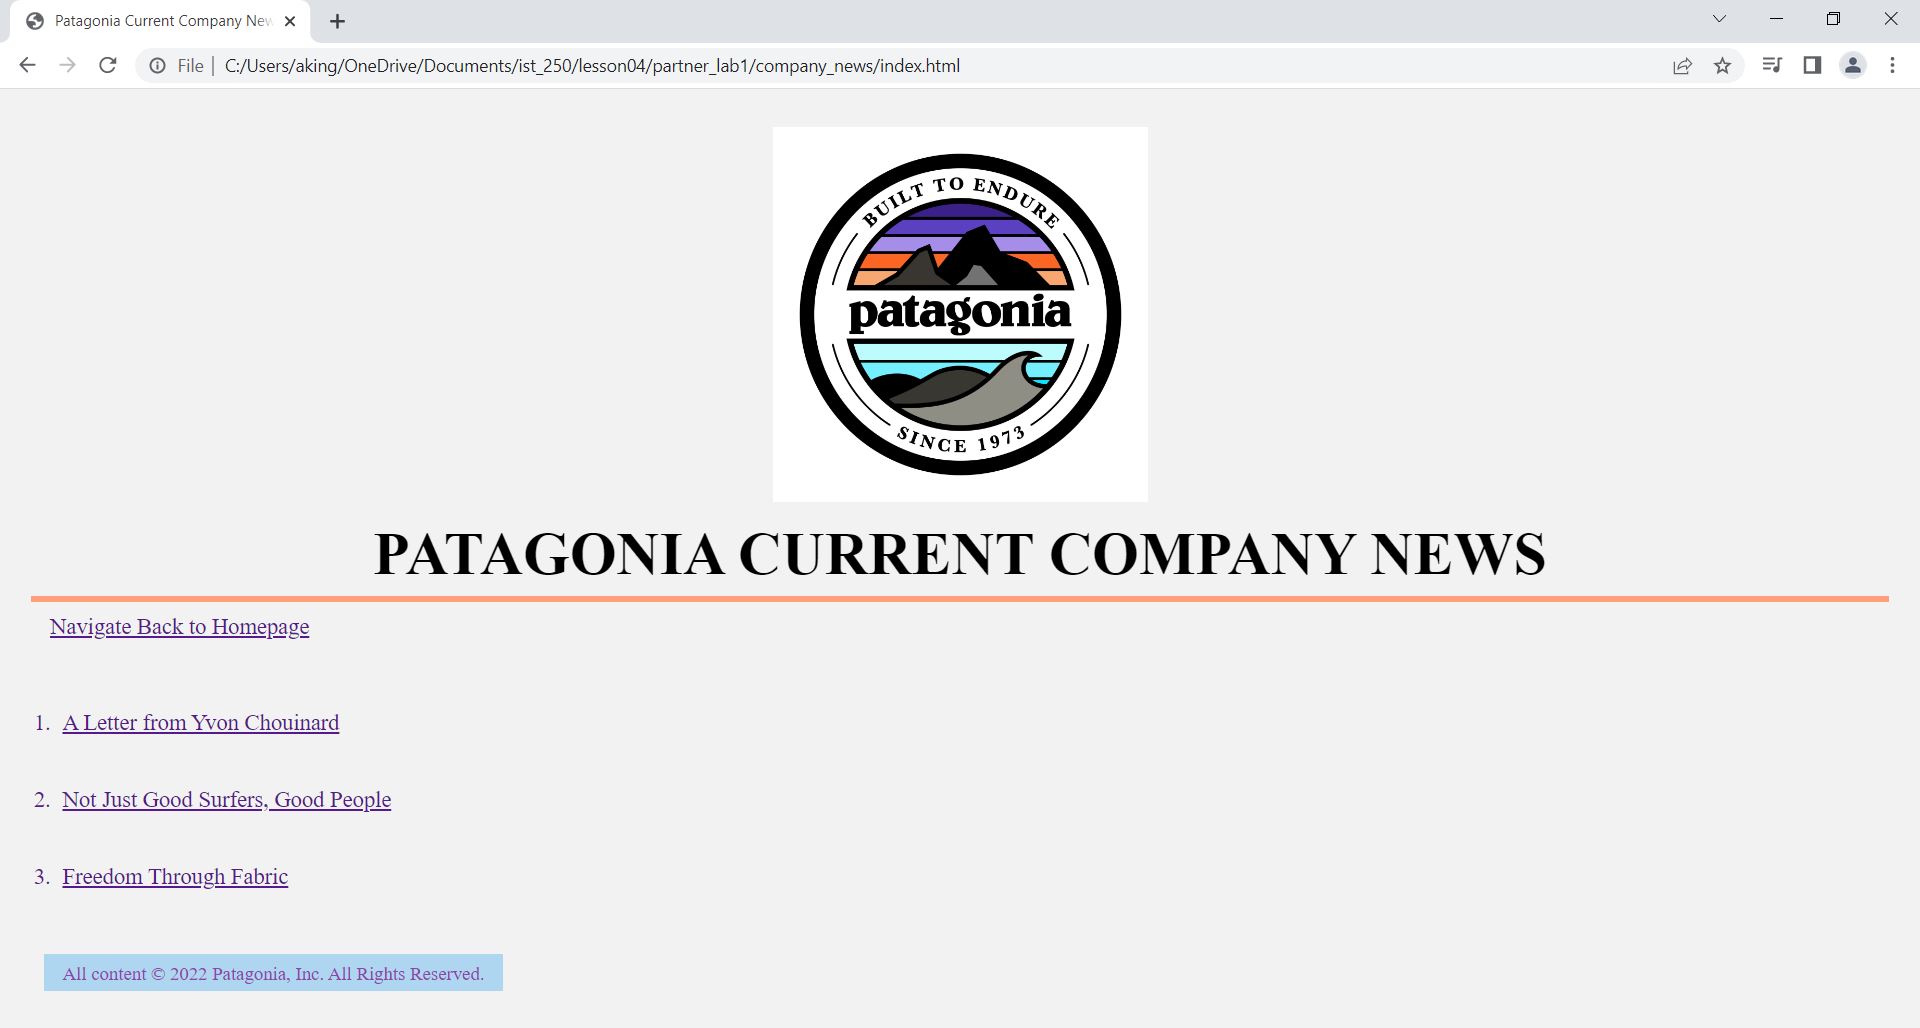 Patagonia Current Company New
File
C:/Users/aking/OneDrive/Documents/ist_250/lesson04/partner_lab1/company_news/index.html
BUILT TO ENDURE
patagonia
SINCE 1973
PATAGONIA CURRENT COMPANY NEWS
Navigate Back to Homepage
1. A Letter from Yvon Chouinard
2. Not Just Good Surfers, Good People
3. Freedom Through Fabric
All content © 2022 Patagonia, Inc. All Rights Reserved.